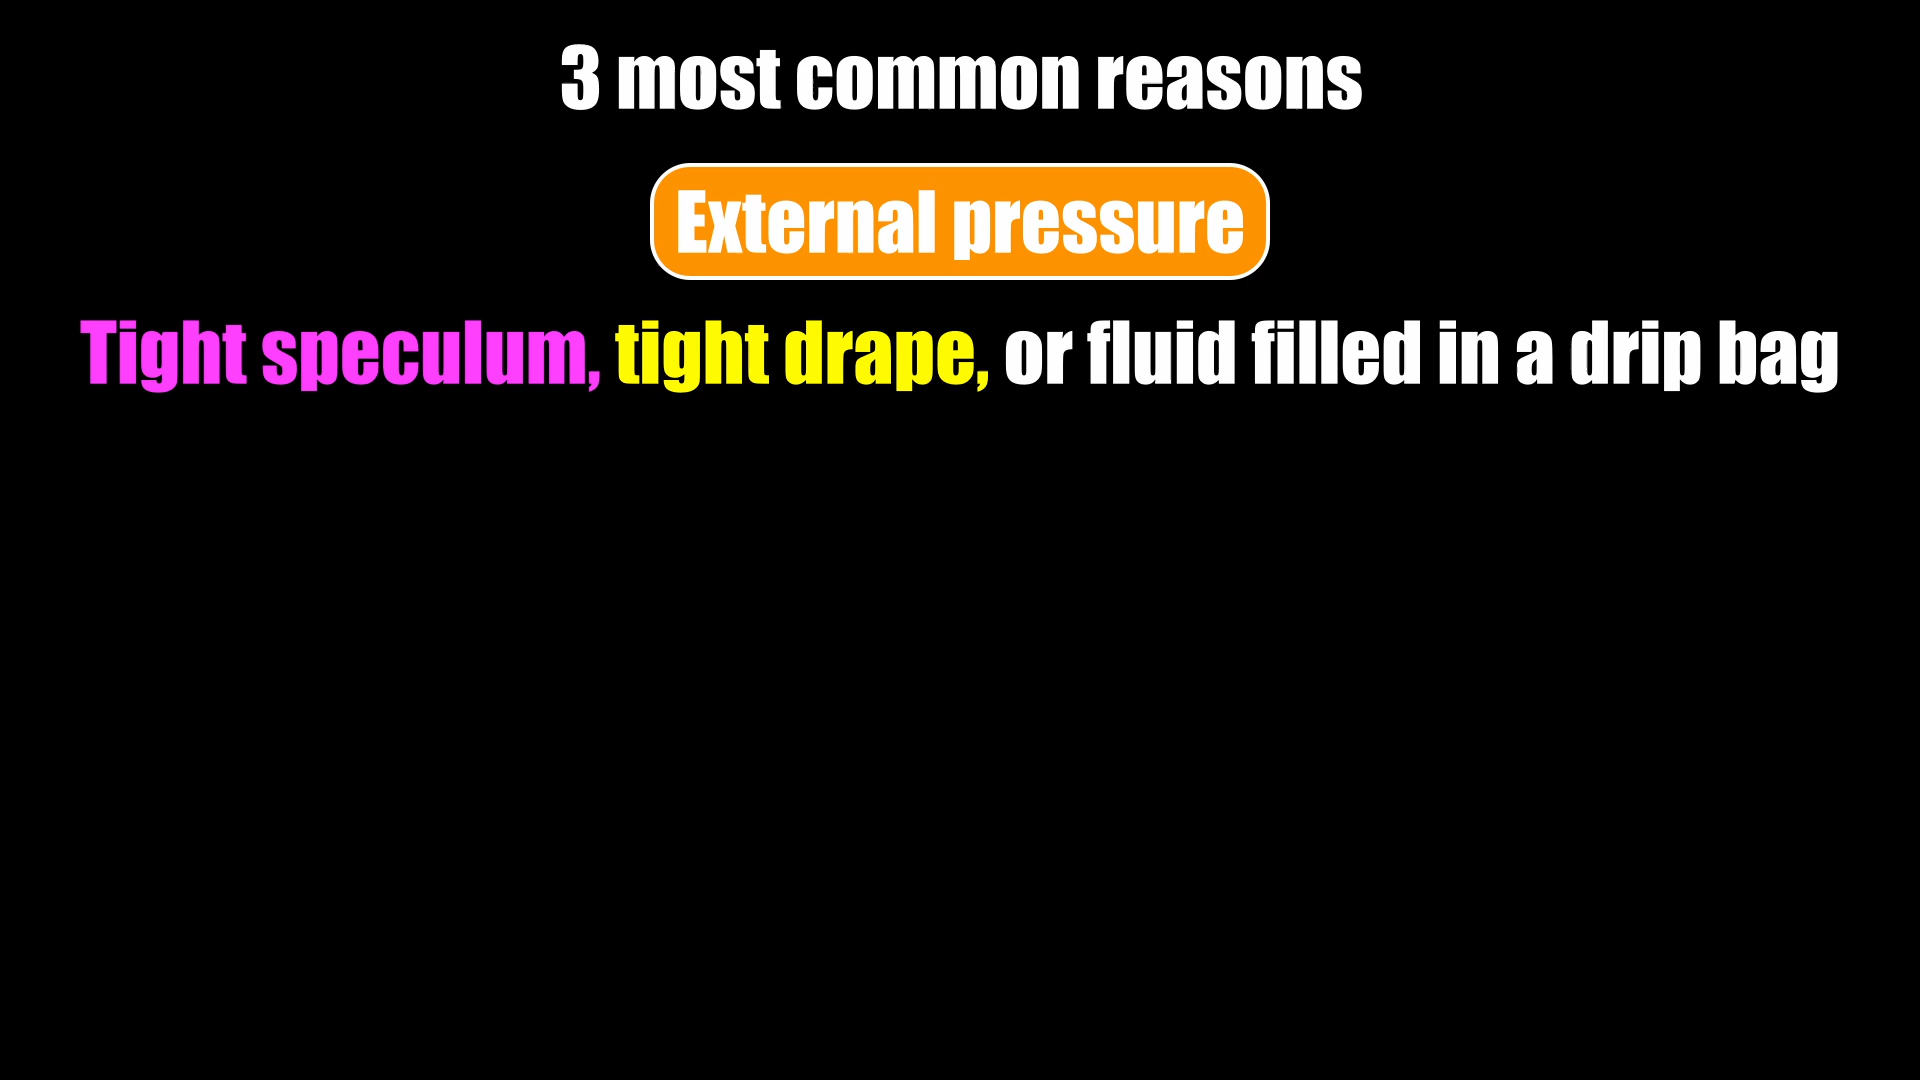 3 most common reasons
External pressure
Tight speculum, tight drape, or fluid filled in a drip bag